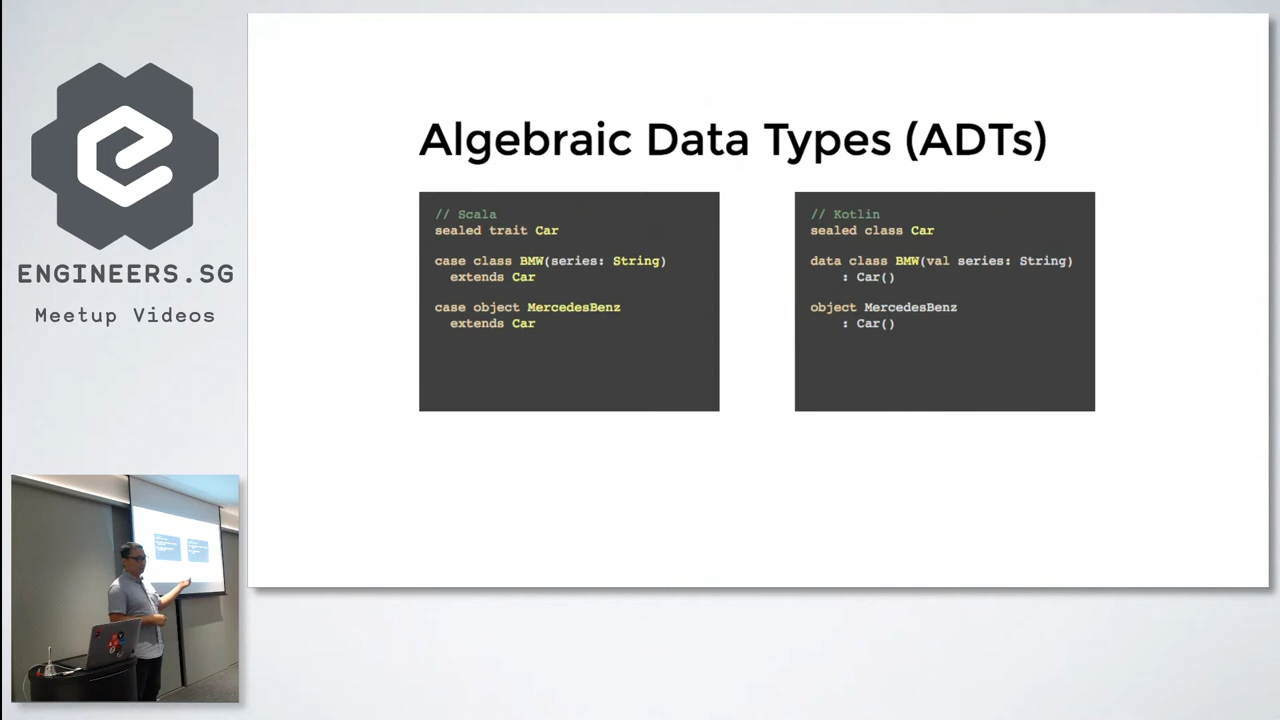 ENGINEERS.SG
Meetup Videos
Algebraic Data Types (ADTs)
// Scala
sealed trait Car
case class BMW(series: String)
extends Car
case object MercedesBenz
extends Car
// Kotlin
sealed class Car
data class BMW(val series: String)
: Car()
object MercedesBenz
: Car()